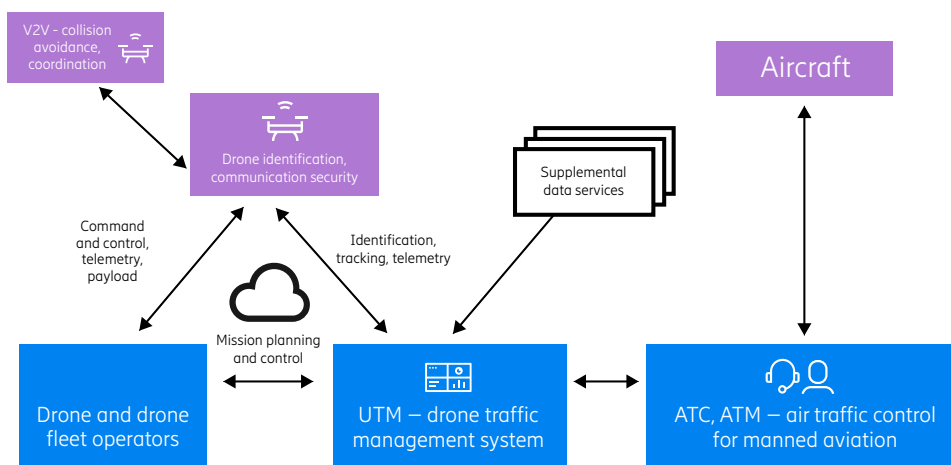 V2V - collision
avoidance,
coordination
Aircraft
Drone identification,
communication security
Supplemental
data services
Command
and control,
telemetry,
payload
Identification,
tracking, telemetry
Mission planning
and control
Drone and drone
fleet operators
UTM – drone traffic
management system
ATC, ATM – air traffic control
for manned aviation